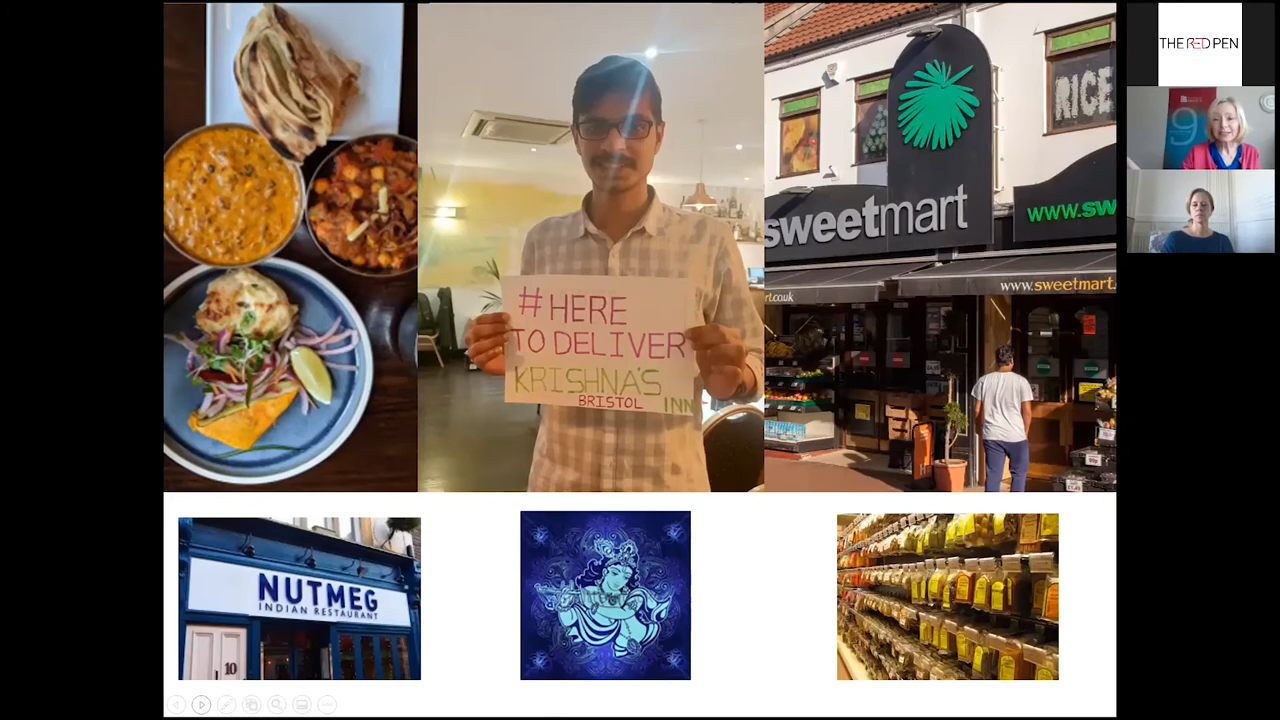 sweetmart
www.sw
RICE
rt.co.uk
www.sweetmart.
# HERE
TO DELIVER
KRISHNA'S
BRISTOL INN
NUTMEG
INDIAN RESTAURANT
10
THE RED PEN
9